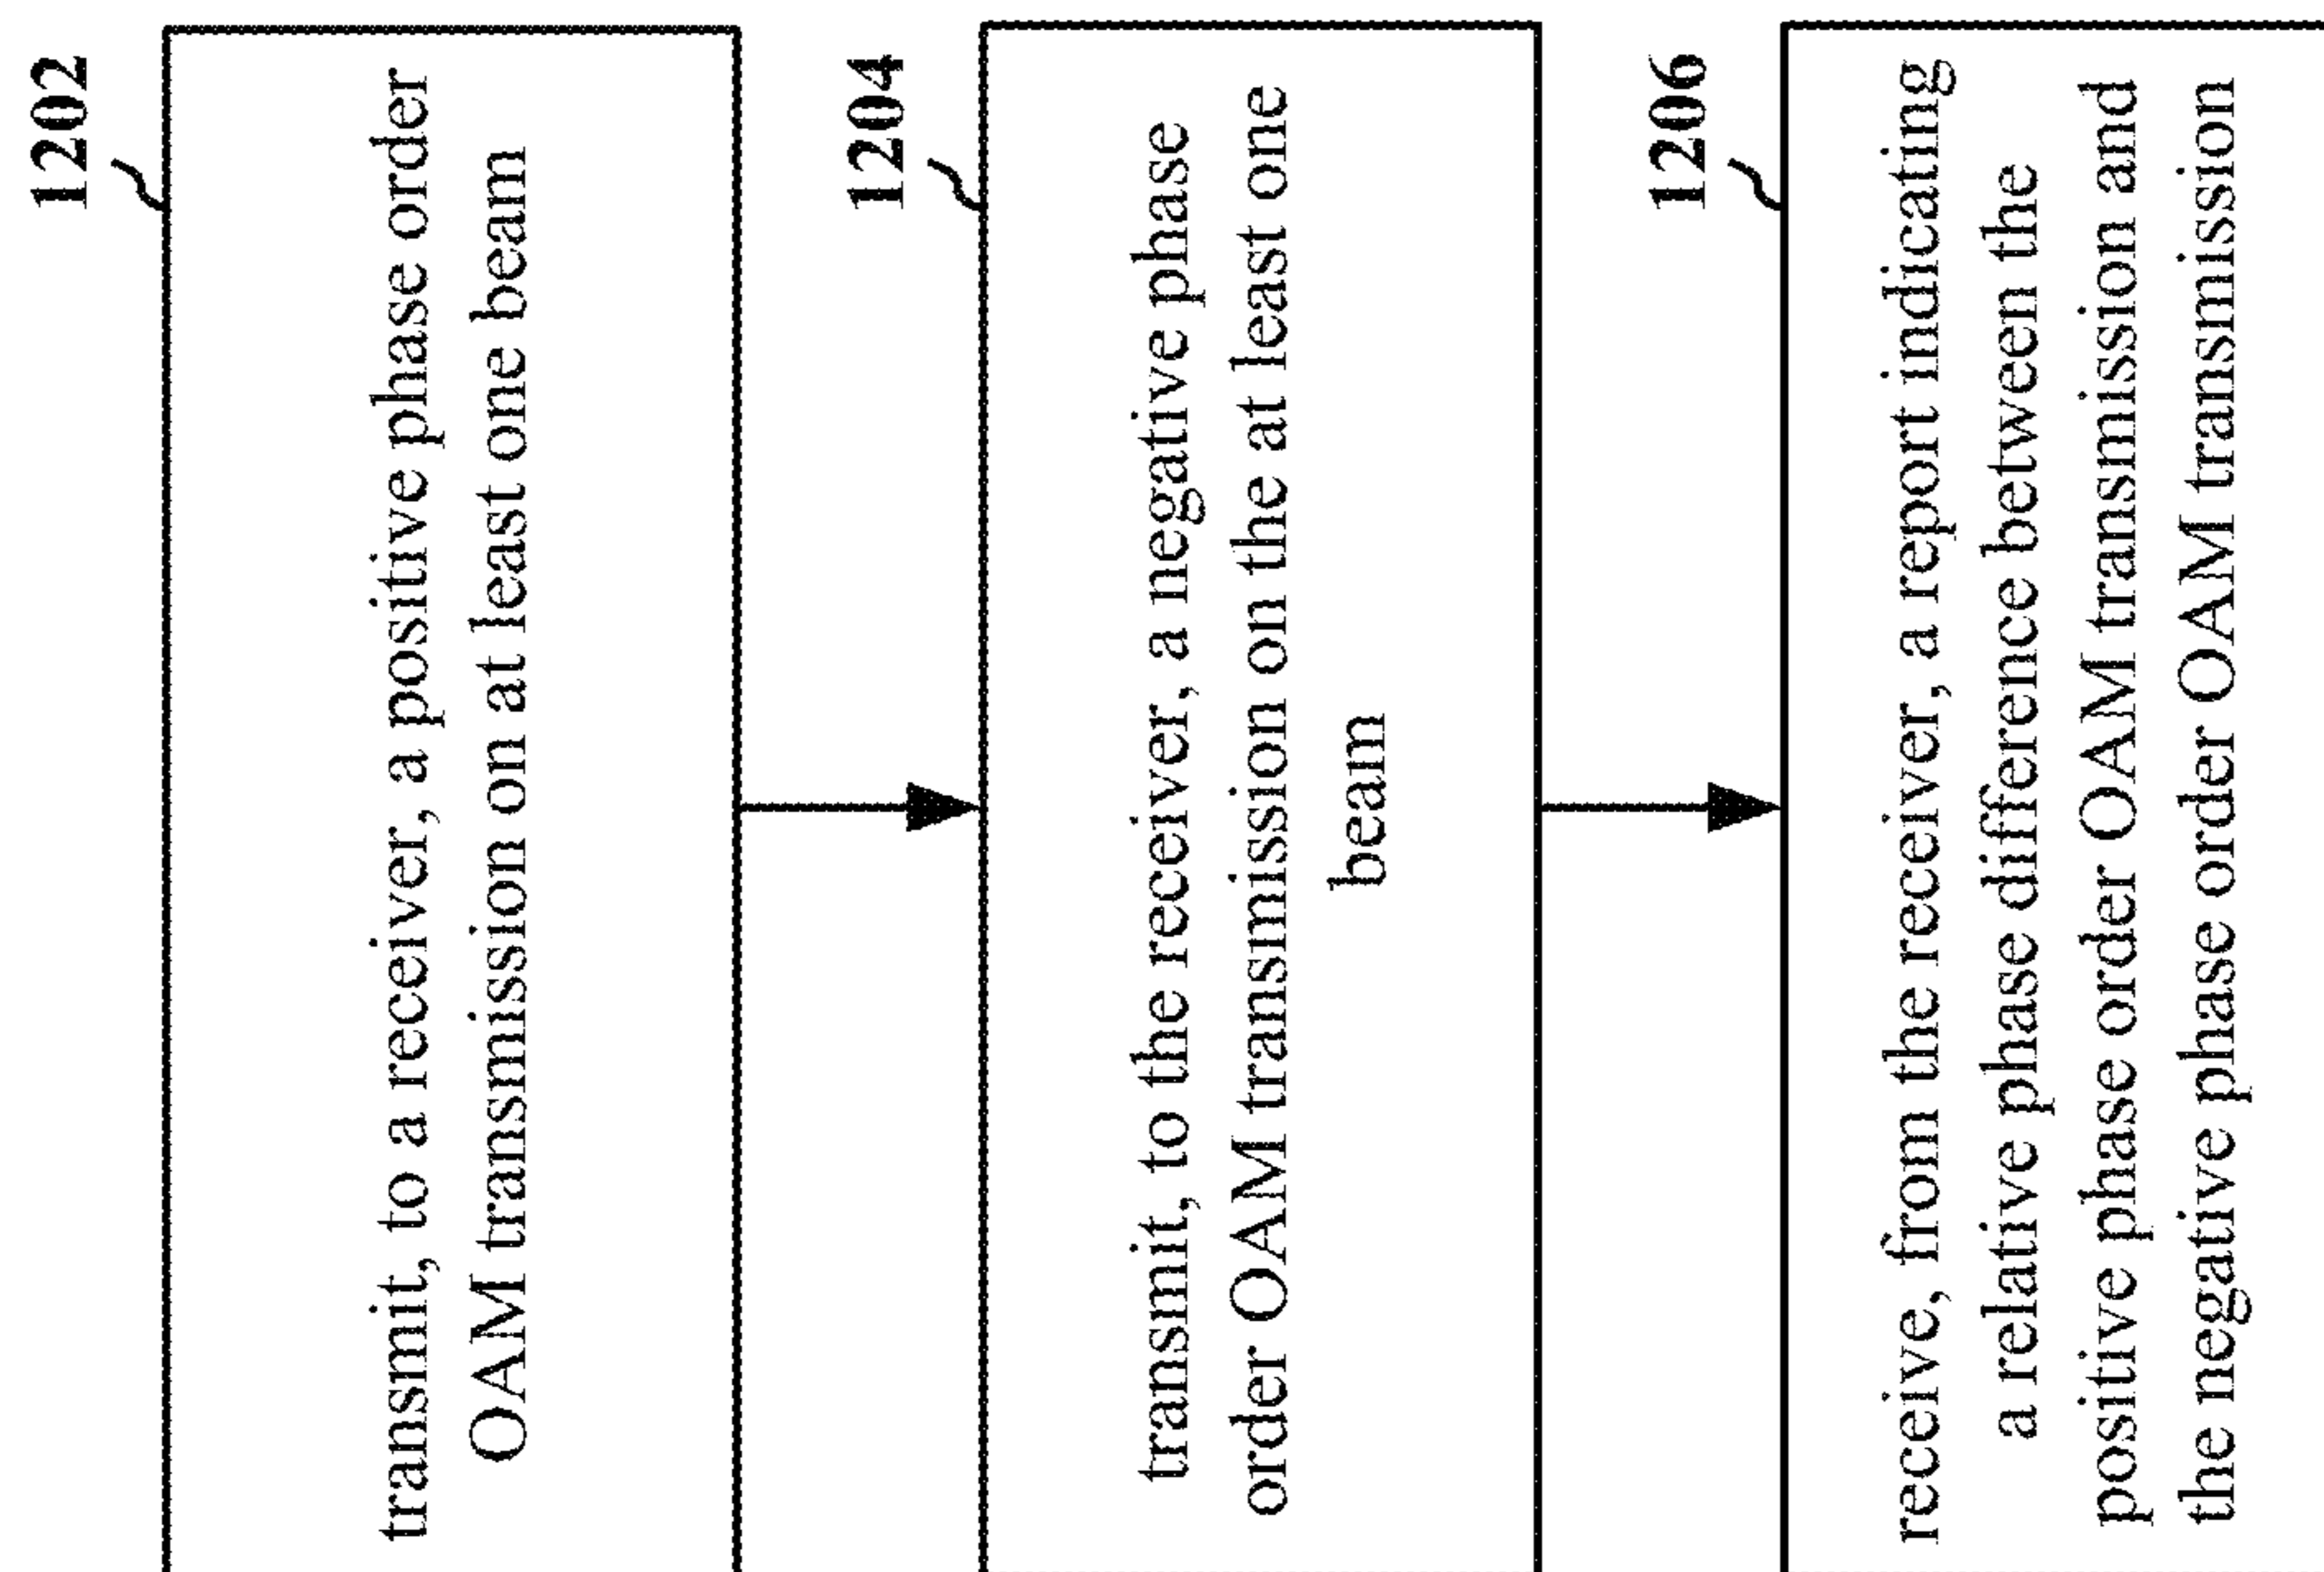 1202
transmit, to a receiver, a positive phase order
OAM transmission on at least one beam
1204
transmit, to the receiver, a negative phase
order OAM transmission on the at least one
beam
1206
receive, from the receiver, a report indicating
a relative phase difference between the
positive phase order OAM transmission and
the negative phase order OAM transmission